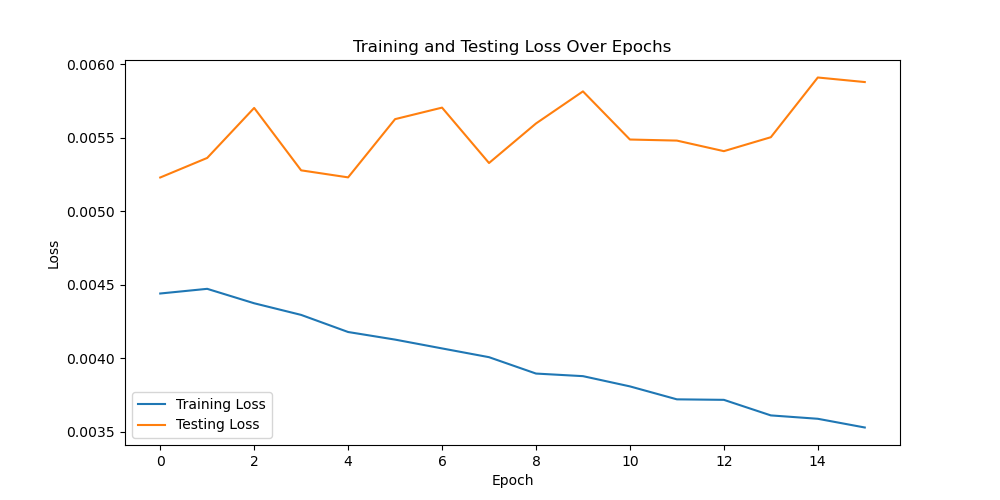 Training and Testing Loss Over Epochs
0.0060
0.0055
0.0050
0.0045
0.0040
0.0035
Loss
Training Loss
Testing Loss
0 2 4 6 8 10 12 14
Epoch